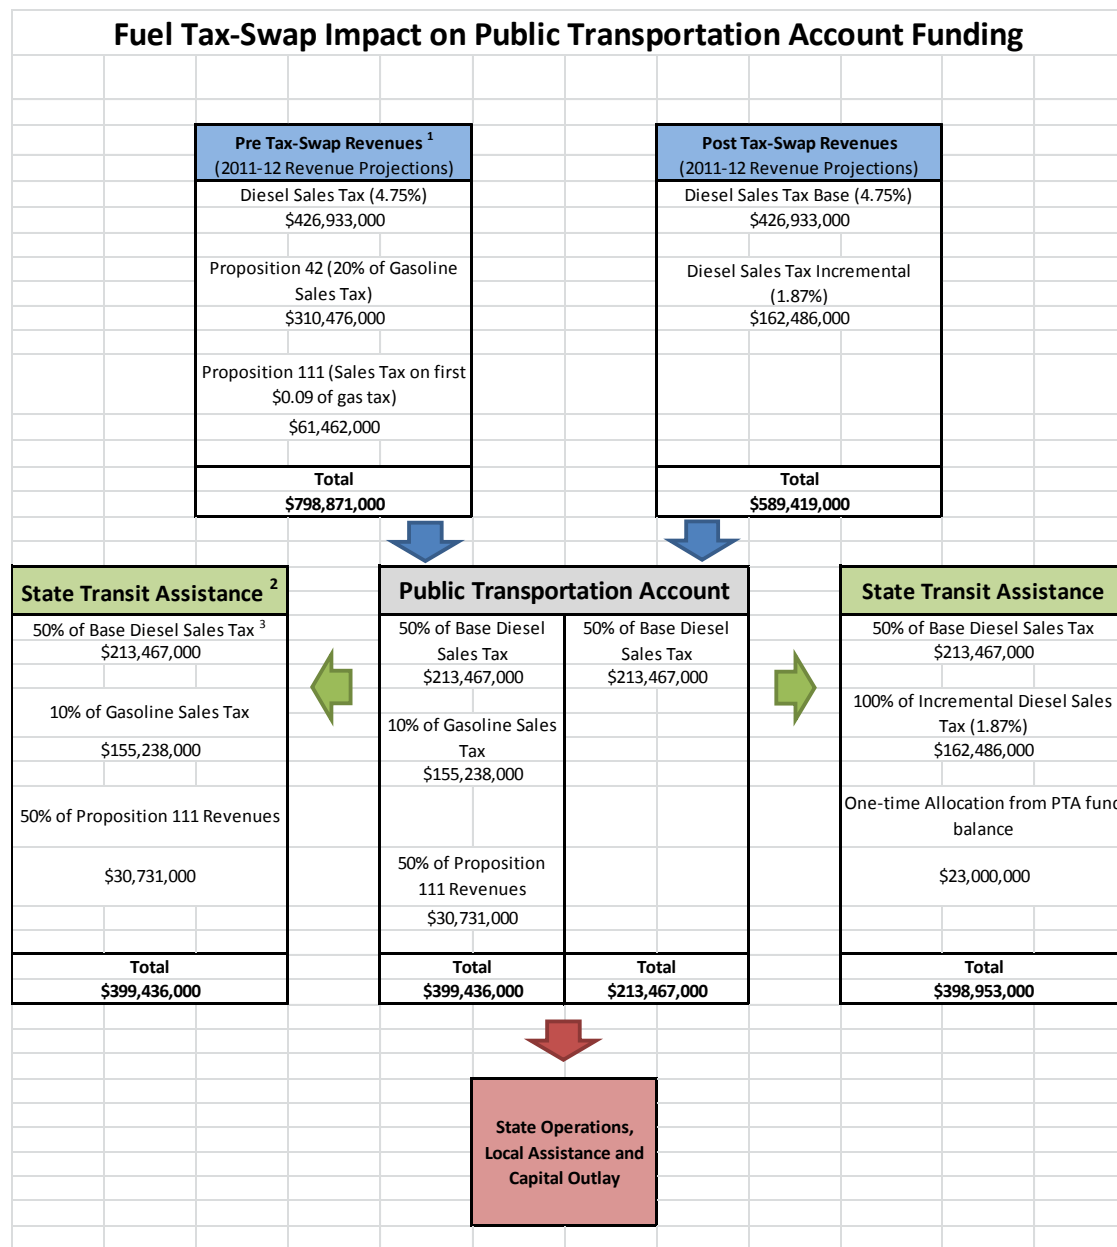 Fuel Tax-Swap Impact on Public Transportation Account Funding
Pre Tax-Swap Revenues 1
(2011-12 Revenue Projections)
Diesel Sales Tax (4.75%)
$426,933,000
Proposition 42 (20% of Gasoline
Sales Tax)
$310,476,000
Proposition 111 (Sales Tax on first
$0.09 of gas tax)
$61,462,000
Total
$798,871,000
Post Tax-Swap Revenues
(2011-12 Revenue Projections)
Diesel Sales Tax Base (4.75%)
$426,933,000
Diesel Sales Tax Incremental
(1.87%)
$162,486,000
Total
$589,419,000
State Transit Assistance 2
50% of Base Diesel Sales Tax 3
$213,467,000
10% of Gasoline Sales Tax
$155,238,000
50% of Proposition 111 Revenues
$30,731,000
Total
$399,436,000
Public Transportation Account
50% of Base Diesel
Sales Tax
$213,467,000
10% of Gasoline Sales
Tax
$155,238,000
50% of Proposition
111 Revenues
$30,731,000
Total
$399,436,000
50% of Base Diesel
Sales Tax
$213,467,000
Total
$213,467,000
State Transit Assistance
50% of Base Diesel Sales Tax
$213,467,000
100% of Incremental Diesel Sales
Tax (1.87%)
$162,486,000
One-time Allocation from PTA fund
balance
$23,000,000
Total
$398,953,000
State Operations,
Local Assistance and
Capital Outlay